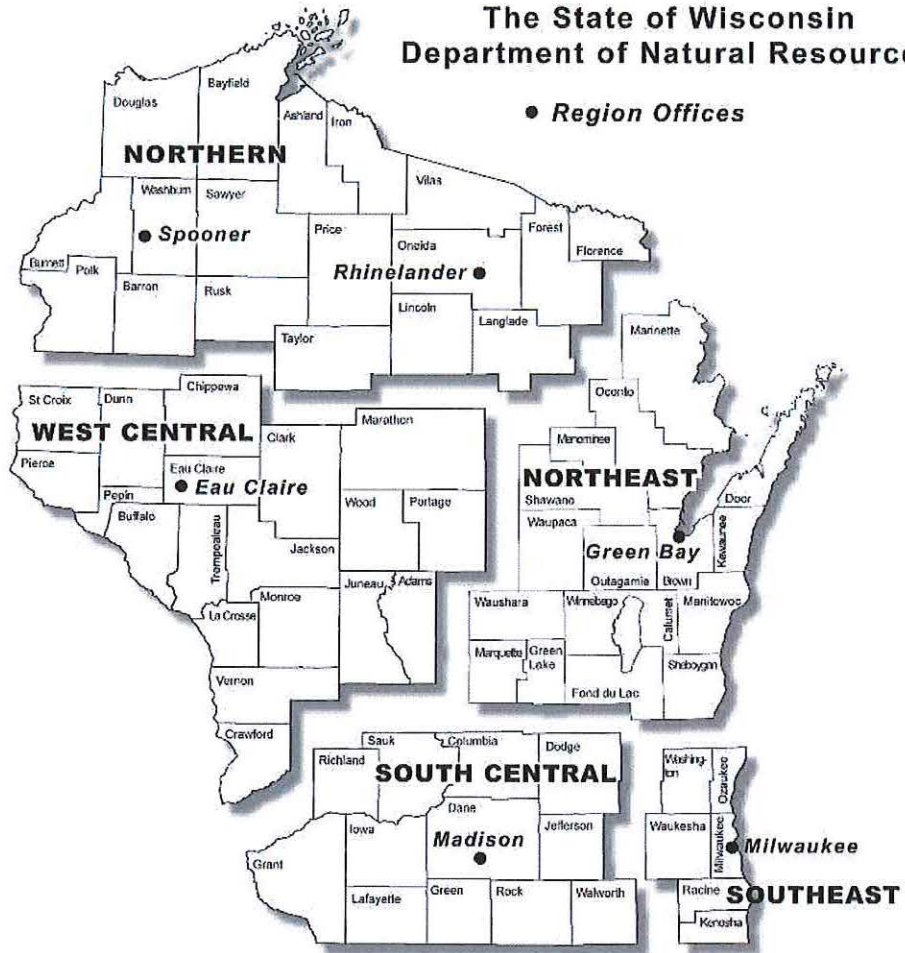 The State of Wisconsin
Department of Natural Resourc
Region Offices
Douglas
Bayfield
Ashland
Iron
NORTHERN
Vilas
Washburn
Sawyer
Spooner
Price
Oneida
Forest
Florence
Rhinelander
Burnett
Polk
Barron
Rusk
Lincoln
Langlade
Taylor
Marinette
Chippewa
St Croix
Dunn
Oconto
Marathon
WEST CENTRAL
Clark
Menominee
Pierce
Eau Claire
Eau Claire
NORTHEAST
Pepin
Wood
Portage
Shawano
Door
Buffalo
Waupaca
Trempealeau
Jackson
Green Bay
Kewaunee
Juneau
Adams
Outagamie
Brown
Monroe
La Crosse
Waushara
Winnebago
Calumet
Manitowoc
Marquette
Green
Lake
Sheboygan
Vernon
Fond du Lac
Crawford
Sauk
Columbia
Dodge
Richland
SOUTH CENTRAL
Washing-
ton
Ozaukee
Dane
Iowa
Madison
Jefferson
Waukesha
Milwaukee
Milwaukee
Grant
Lafayette
Green
Rock
Walworth
Racine
SOUTHEAST
Kenosha